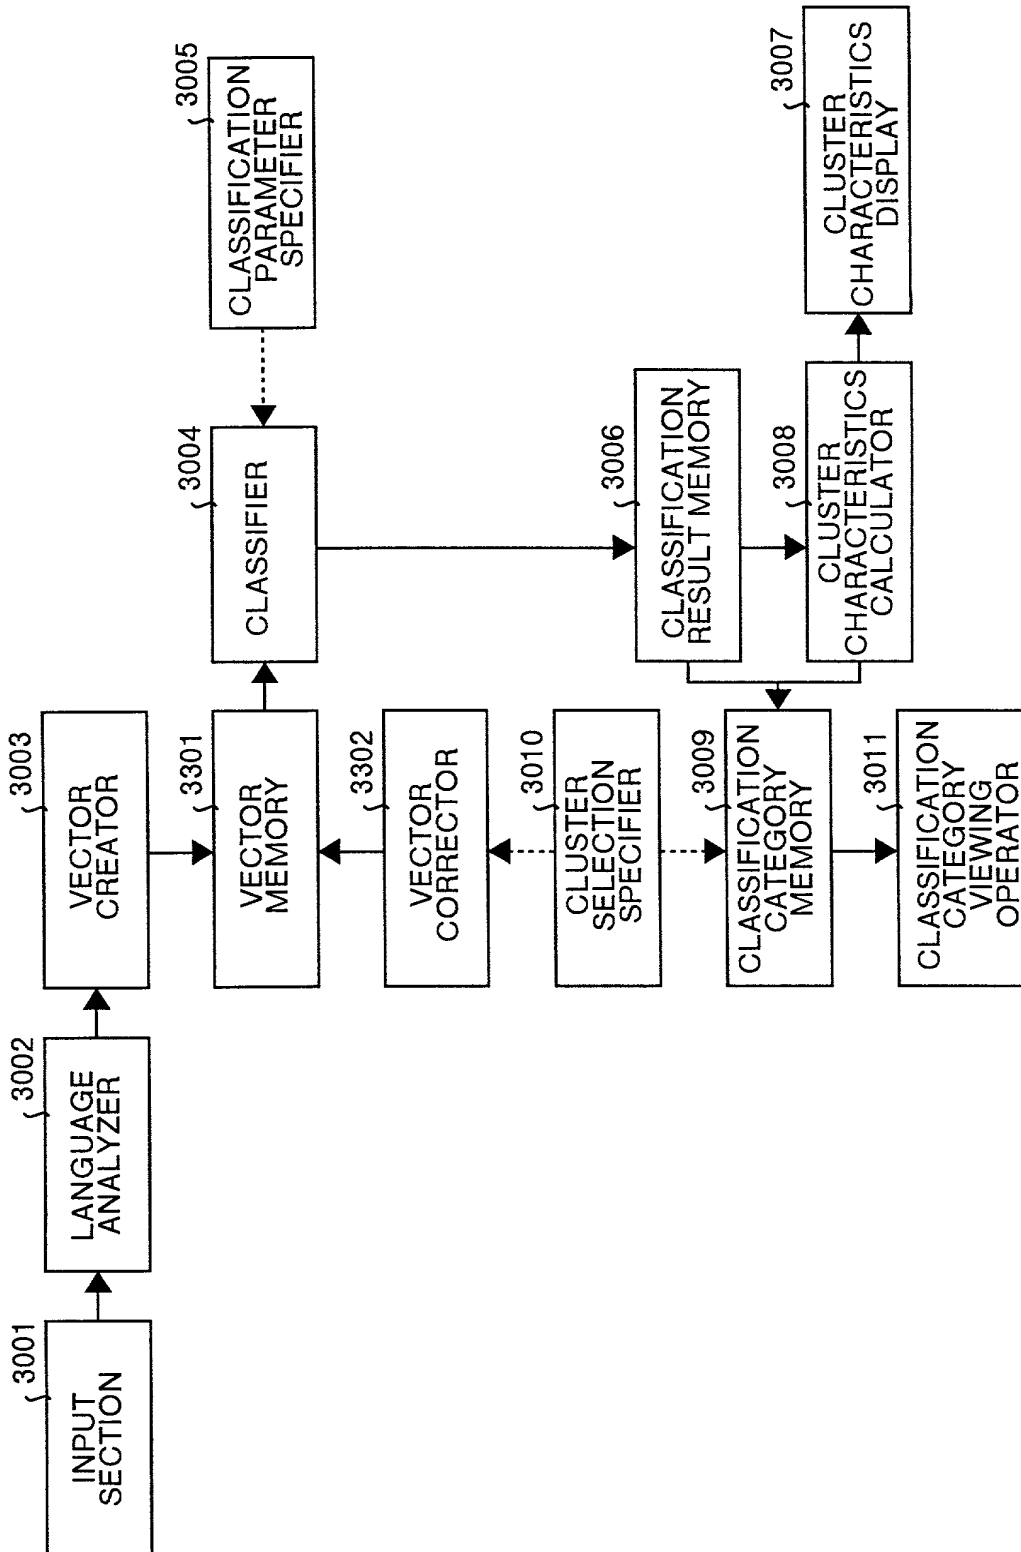 3001
INPUT
SECTION
3002
LANGUAGE
ANALYZER
3003
VECTOR
CREATOR
3301
VECTOR
MEMORY
3302
VECTOR
CORRECTOR
3010
CLUSTER
SELECTION
SPECIFIER
3009
CLASSIFICATION
CATEGORY
MEMORY
3011
CLASSIFICATION
CATEGORY
VIEWING
OPERATOR
3004
CLASSIFIER
3006
CLASSIFICATION
RESULT MEMORY
3008
CLUSTER
CHARACTERISTICS
CALCULATOR
3005
CLASSIFICATION
PARAMETER
SPECIFIER
3007
CLUSTER
CHARACTERISTICS
DISPLAY